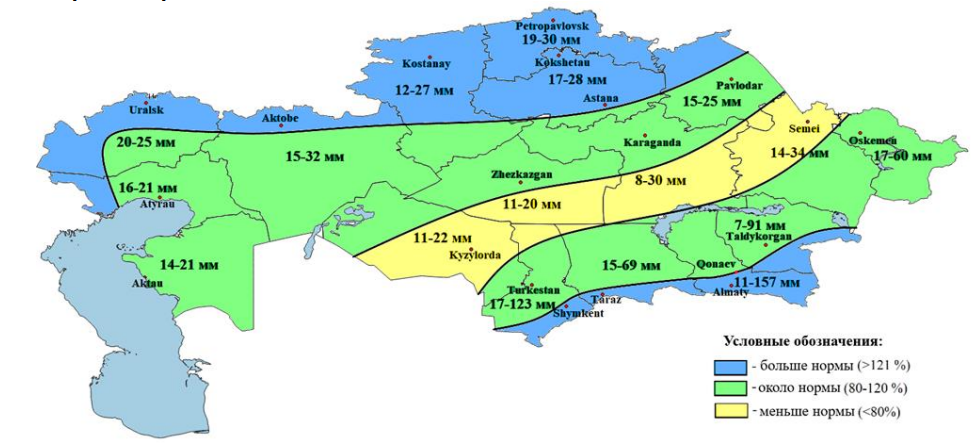 Petropavlovsk
19-30 мм
Kostanay
Kokshetau
17-28 мм
12-27 мм
Astana
Pavlodar
15-25 мм
Uralsk
Aktobe
Semei
Oskemen
20-25 мм
15-32 мм
Karaganda
14-34 мм
17-60 мм
Zhezkazgan
8-30 мм
16-21 мм
Atyrau
11-20 мм
7-91 мм
11-22 мм
Taldykorgan
Kyzylorda
14-21 мм
15-69 мм
Qonaev
Aktau
Turkestan
11-157 мм
Almaty
17-123 мм
Taraz
Shymkent
Условные обозначения:
- больше нормы (>121 %)
- около нормы (80-120 %)
- меньше нормы (<80%)